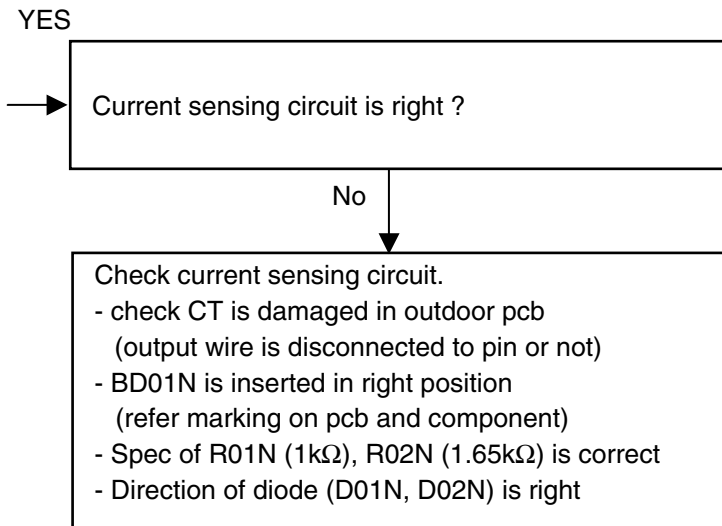 YES
Current sensing circuit is right ?
No
Check current sensing circuit.
- check CT is damaged in outdoor pcb
(output wire is disconnected to pin or not)
- BD01N is inserted in right position
(refer marking on pcb and component)
- Spec of R01N (1kΩ), R02N (1.65kΩ) is correct
- Direction of diode (D01N, D02N) is right